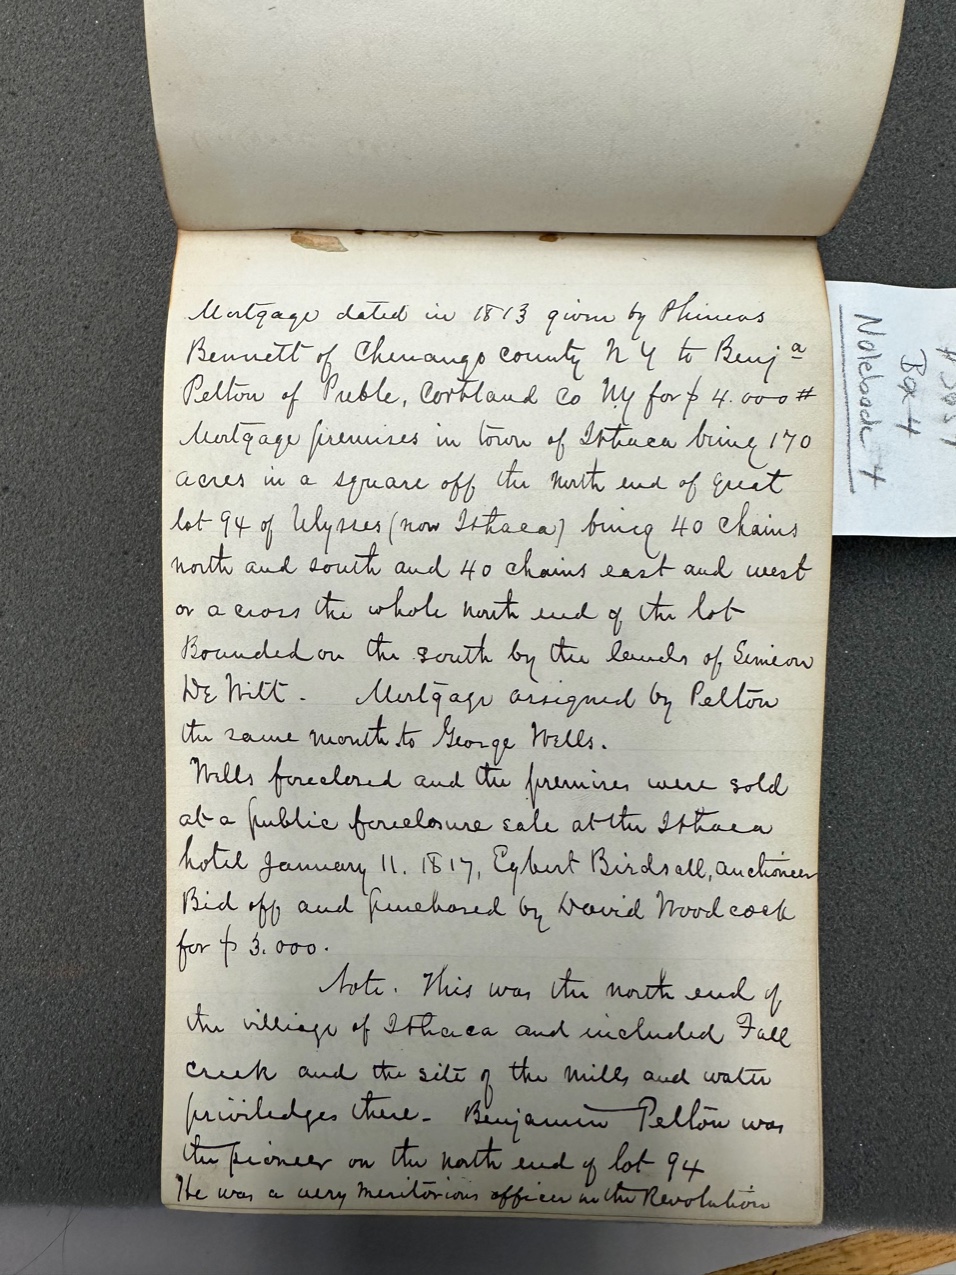 Mortgage dated in 1813 given by Phineas
Bennett of Chenango county N Y to Benjª
Pelton of Preble, Cortland Co NY for $ 4.000 #
Mortgage premises in town of Ithaca being 170
acres in a square off the north end of great
lot 94 of Ulysses (now Ithaca) being 40 chains
north and south and 40 chains east and west
or across the whole north end of the lot
Bounded on the south by the lands of Simeon
De Witt. Mortgage assigned by Pelton
the same month to George Wells.
Wells foreclosed and the premises were sold
at a public foreclosure sale at the Ithaca
hotel January 11. 1817, Egbert Birdsall, auctioneer
Bid off and purchased by David Woodcock
for $ 3.000.
Note. This was the north end of
the village of Ithaca and included Fall
creek and the site of the mills and water
priviledges there - Benjamin Pelton was
the pioneer on the north end of lot 94
He was a very meritorious officer in the Revolution
Box 4
Notebook 4